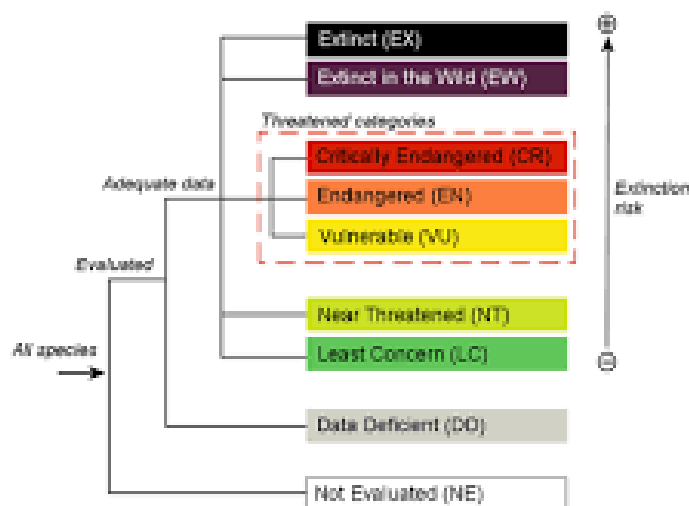 Extinct (EX)
Extinct in the Wild (EW)
Threatened categories
Critically Endangered (CR)
Adequate data
Endangered (EN)
Extinction
risk
Vulnerable (VU)
Evaluated
Near Threatened (NT)
All species
Least Concern (LC)
Data Deficient (DD)
Not Evaluated (NE)